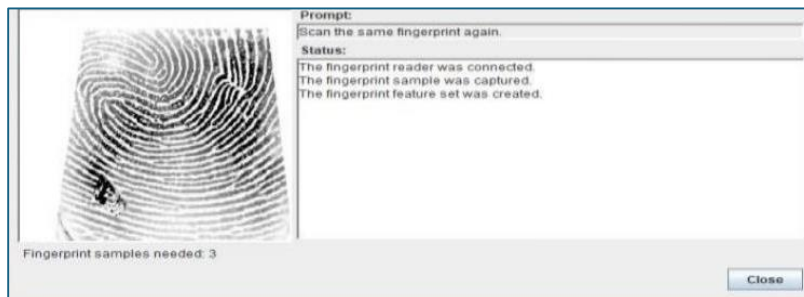 Prompt:
Scan the same fingerprint again.
Status:
The fingerprint reader was connected.
The fingerprint sample was captured.
The fingerprint feature set was created.
Fingerprint samples needed: 3
Close